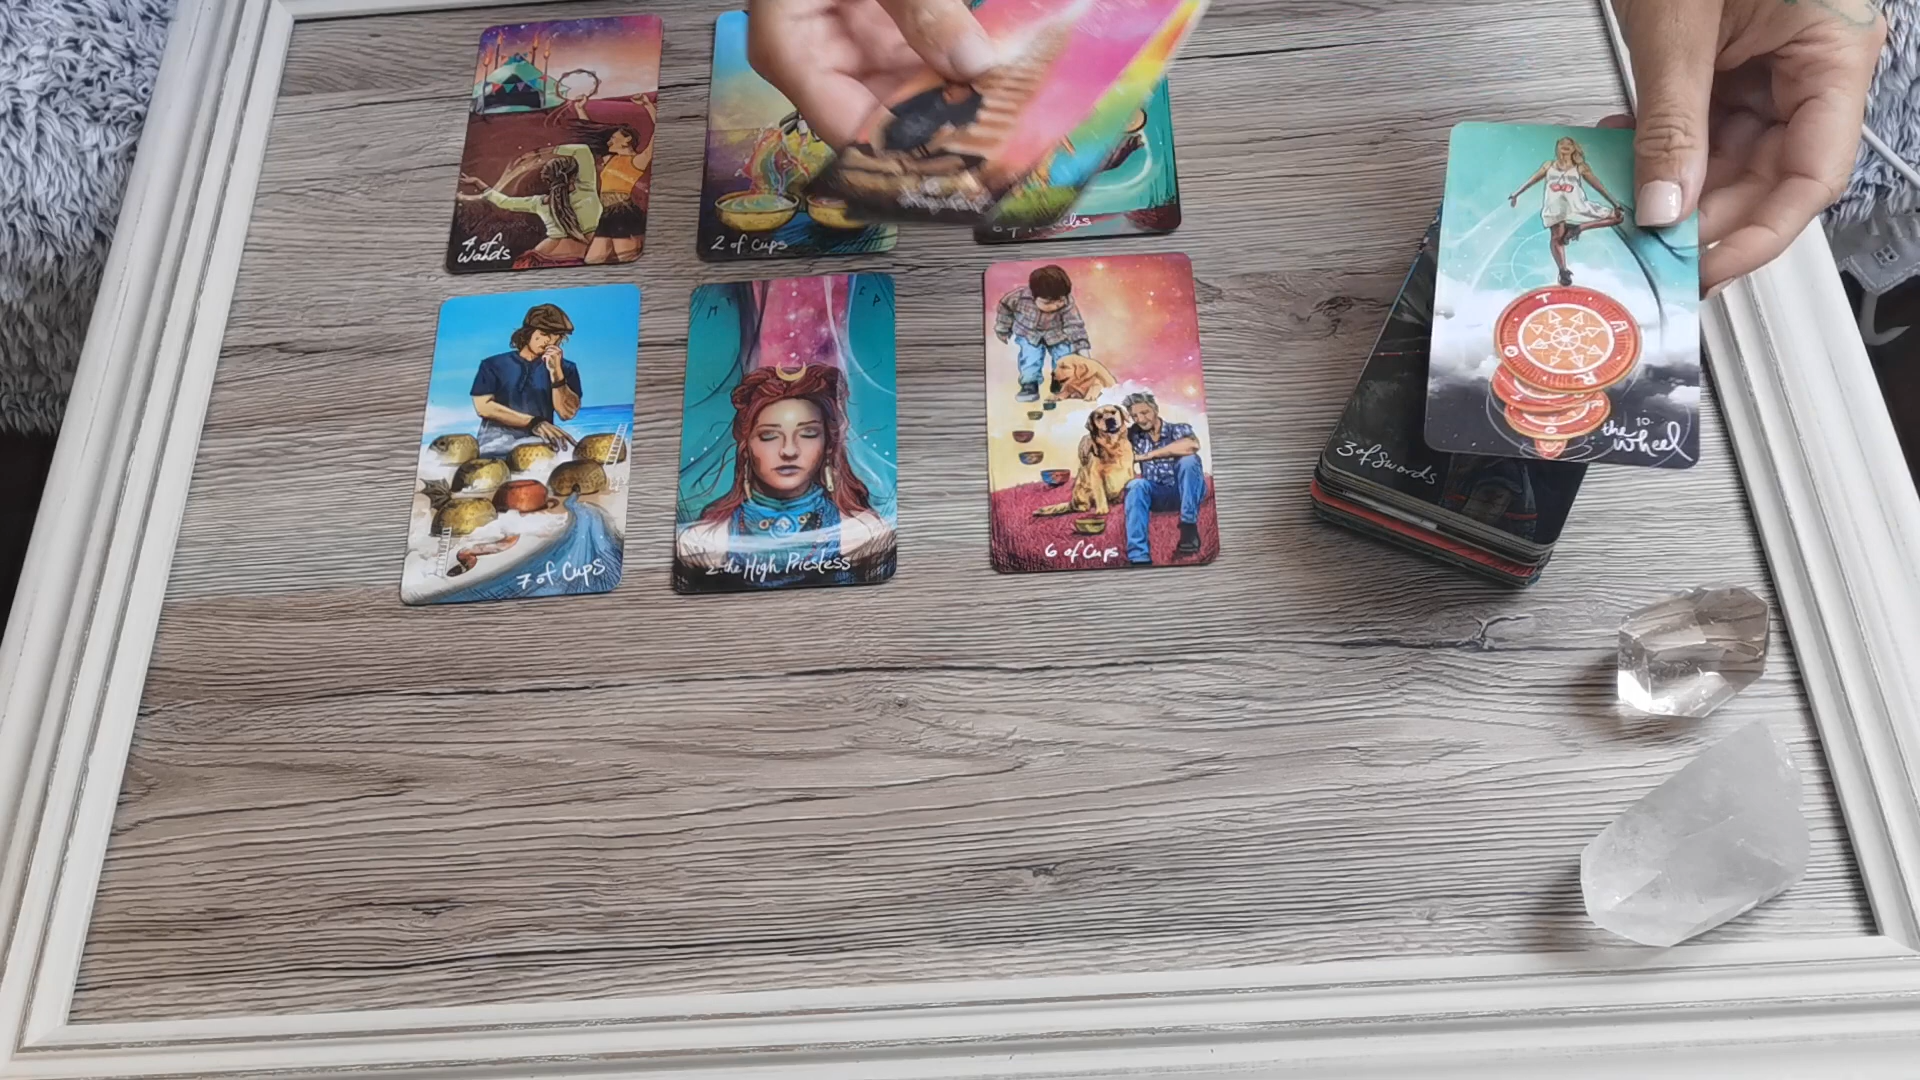 4 of
Wands
2 of Cups
7 of Cups
2. the High Priestess
6 of Cups
3 of Swords
T
A
R
O
10.
the
Wheel